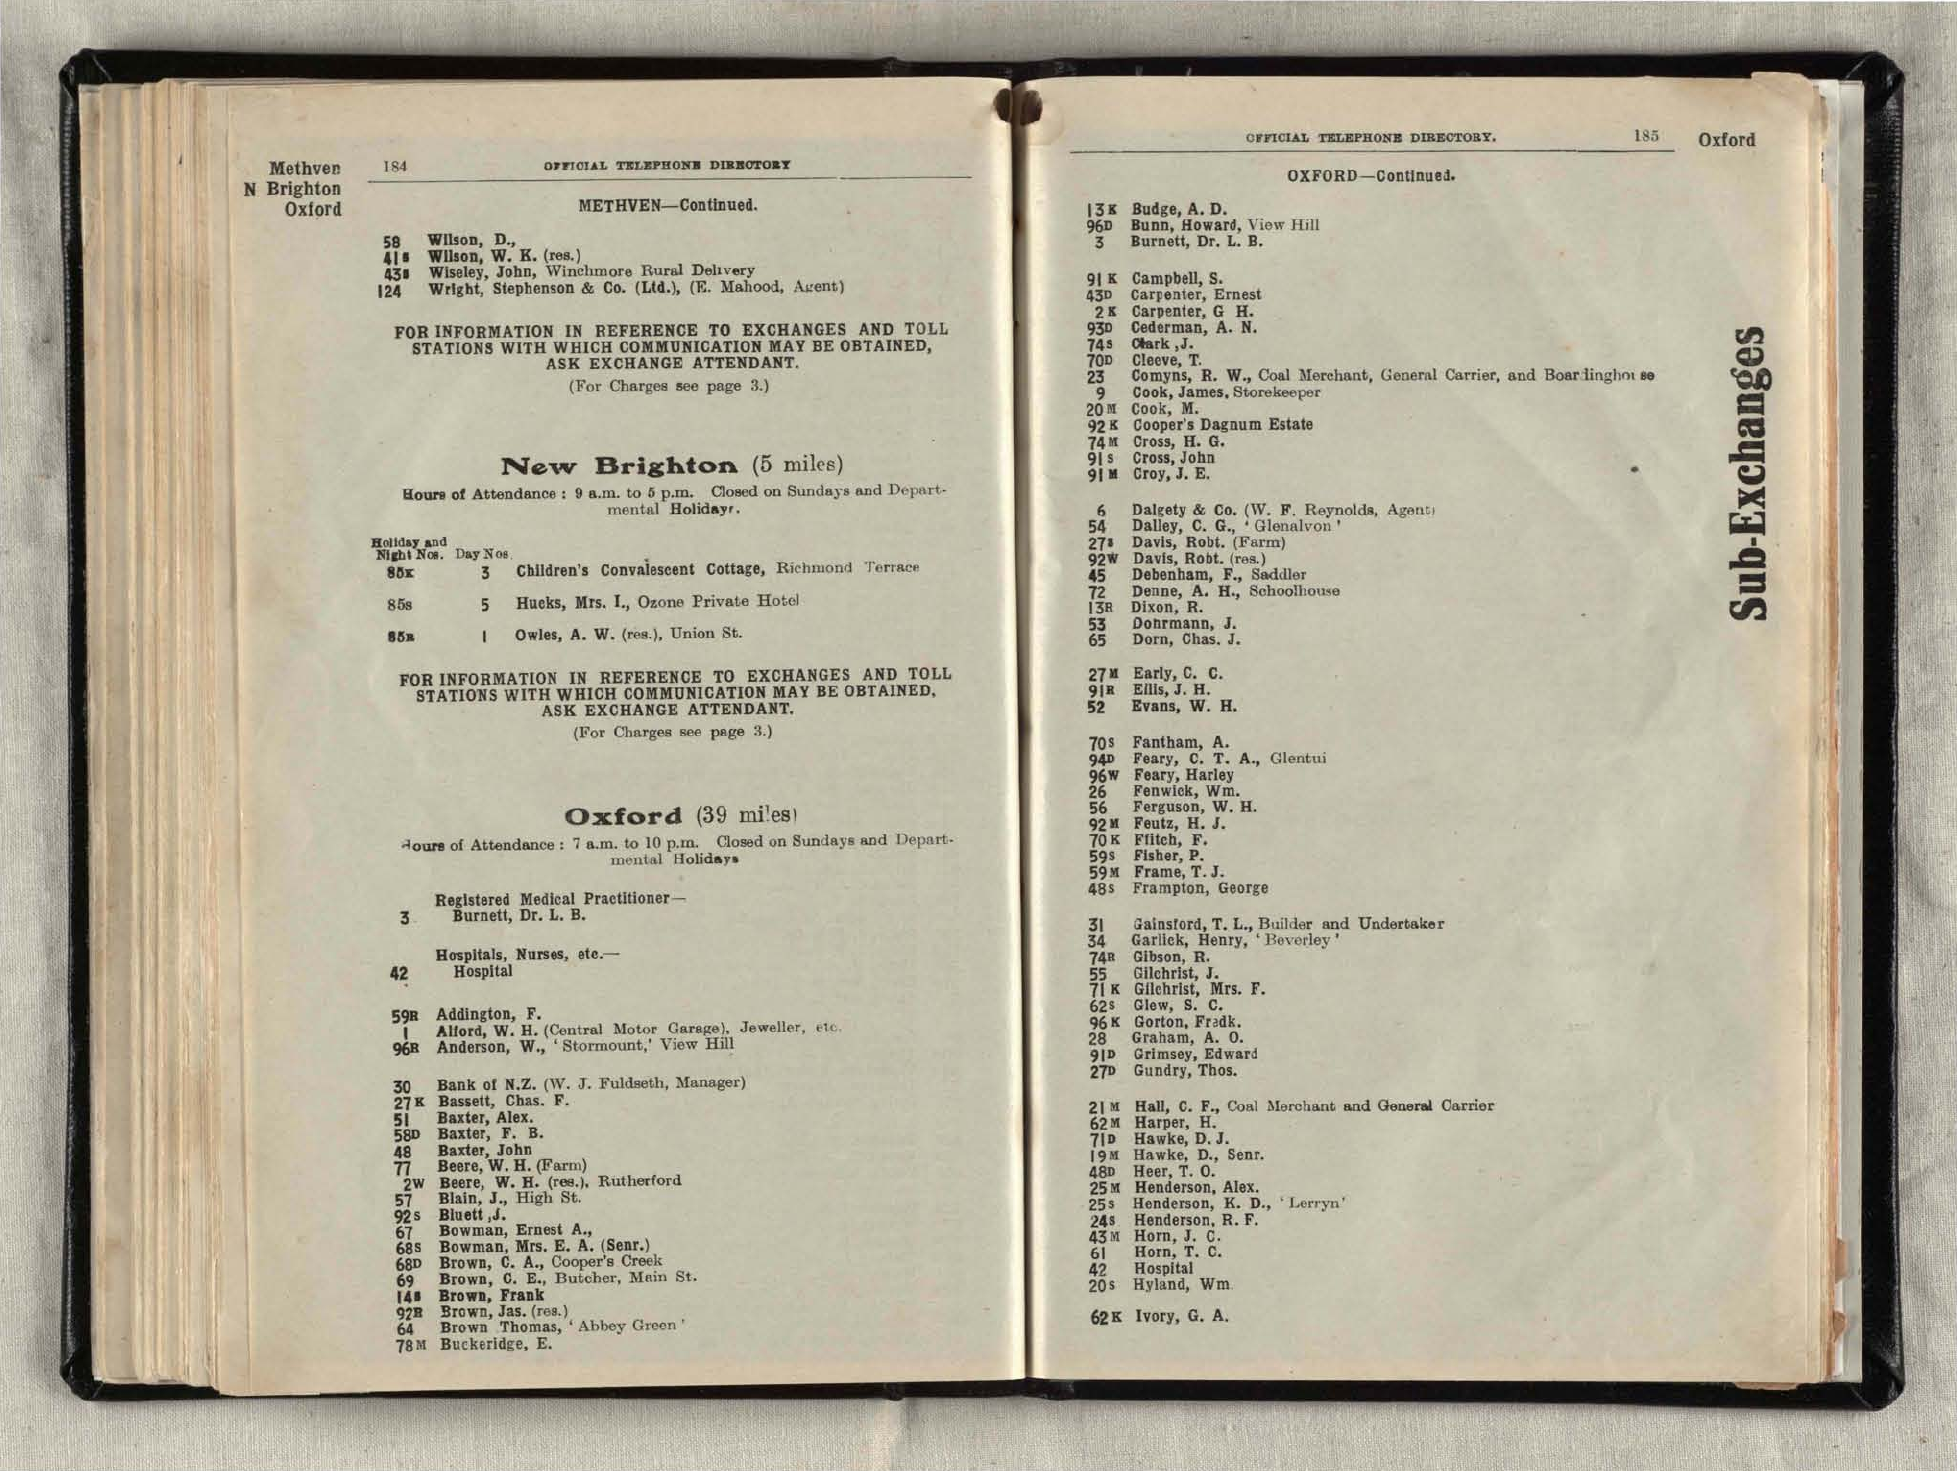 Methven
N Brighton
Oxford
184 OFFICIAL TELEPHONE DIRECTORY
METHVEN—Continued.
58 Wilson, D.,
41s Wilson, W. K. (res.)
43s Wiseley, John, Winchmore Rural Delivery
124 Wright, Stephenson & Co. (Ltd.), (E. Mahood, Agent)
FOR INFORMATION IN REFERENCE TO EXCHANGES AND TOLL
STATIONS WITH WHICH COMMUNICATION MAY BE OBTAINED,
ASK EXCHANGE ATTENDANT.
(For Charges see page 3.)
New Brighton (5 miles)
Hours of Attendance : 9 a.m. to 5 p.m. Closed on Sundays and Depart-
mental Holidays.
Holiday and
Night Nos. Day Nos.
85K 3 Children's Convalescent Cottage, Richmond Terrace
85s 5 Hucks, Mrs. I., Ozone Private Hotel
85R 1 Owles, A. W. (res.), Union St.
FOR INFORMATION IN REFERENCE TO EXCHANGES AND TOLL
STATIONS WITH WHICH COMMUNICATION MAY BE OBTAINED,
ASK EXCHANGE ATTENDANT.
(For Charges see page 3.)
Oxford (39 miles)
Hours of Attendance : 7 a.m. to 10 p.m. Closed on Sundays and Depart-
mental Holidays
Registered Medical Practitioner—
3 Burnett, Dr. L. B.
Hospitals, Nurses, etc.—
42 Hospital
59R Addington, F.
1 Alford, W. H. (Central Motor Garage), Jeweller, etc.
96R Anderson, W., ' Stormount,' View Hill
30 Bank of N.Z. (W. J. Fuldseth, Manager)
27K Bassett, Chas. F.
51 Baxter, Alex.
58D Baxter, F. B.
48 Baxter, John
77 Beere, W. H. (Farm)
2W Beere, W. H. (res.), Rutherford
57 Blain, J., High St.
92s Bluett ,J.
67 Bowman, Ernest A.,
68s Bowman, Mrs. E. A. (Senr.)
68D Brown, C. A., Cooper's Creek
69 Brown, C. E., Butcher, Main St.
14s Brown, Frank
92R Brown, Jas. (res.)
64 Brown Thomas, ' Abbey Green '
78M Buckeridge, E.
OFFICIAL TELEPHONE DIRECTORY. 185 Oxford
OXFORD—Continued.
13K Budge, A. D.
96D Bunn, Howard, View Hill
3 Burnett, Dr. L. B.
91K Campbell, S.
43D Carpenter, Ernest
2K Carpenter, G H.
93D Cederman, A. N.
74s Clark ,J.
70D Cleeve, T.
23 Comyns, R. W., Coal Merchant, General Carrier, and Boardinghouse
9 Cook, James, Storekeeper
20M Cook, M.
92K Cooper's Dagnum Estate
74M Cross, H. G.
91s Cross, John
91M Croy, J. E.
6 Dalgety & Co. (W. F. Reynolds, Agent)
54 Dalley, C. G., ' Glenalvon '
27s Davis, Robt. (Farm)
92W Davis, Robt. (res.)
45 Debenham, F., Saddler
72 Denne, A. H., Schoolhouse
13R Dixon, R.
53 Dohrmann, J.
65 Dorn, Chas. J.
27M Early, C. C.
91R Ellis, J. H.
52 Evans, W. H.
70s Fantham, A.
94D Feary, C. T. A., Glentui
96W Feary, Harley
26 Fenwick, Wm.
56 Ferguson, W. H.
92M Feutz, H. J.
70K Ffitch, F.
59s Fisher, P.
59M Frame, T. J.
48s Frampton, George
31 Gainsford, T. L., Builder and Undertaker
34 Garlick, Henry, ' Beverley '
74R Gibson, R.
55 Gilchrist, J.
71K Gilchrist, Mrs. F.
62s Glew, S. C.
96K Gorton, Fredk.
28 Graham, A. O.
91D Grimsey, Edward
27D Gundry, Thos.
21M Hall, C. F., Coal Merchant and General Carrier
62M Harper, H.
71D Hawke, D. J.
19M Hawke, D., Senr.
48D Heer, T. O.
25M Henderson, Alex.
25s Henderson, K. D., ' Lerryn '
24s Henderson, R. F.
43M Horn, J. C.
61 Horn, T. C.
42 Hospital
20s Hyland, Wm
62K Ivory, G. A.
Sub-Exchanges